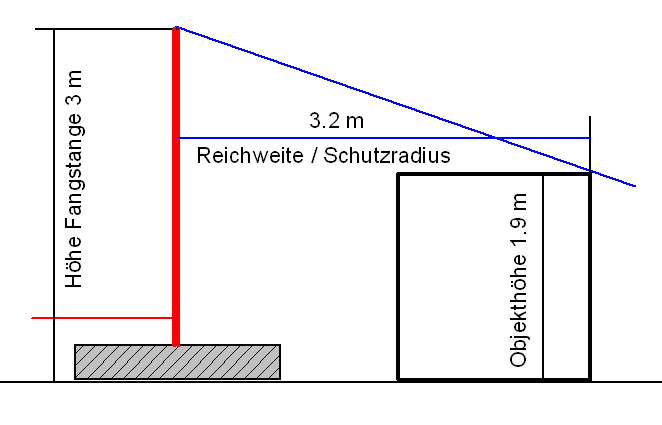 3.2 m
Reichweite / Schutzradius
Höhe Fangstange 3 m
Objekthöhe 1.9 m